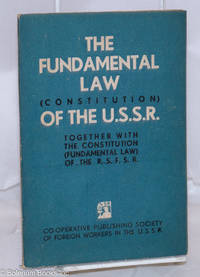 THE
FUNDAMENTAL
LAW
(CONSTITUTION)
OF THE U.S.S.R.
TOGETHER WITH
THE CONSTITUTION
(FUNDAMENTAL LAW)
OF THE R.S.F.S.R.
CO-OPERATIVE PUBLISHING SOCIETY
OF FOREIGN WORKERS IN THE U.S.S.R.